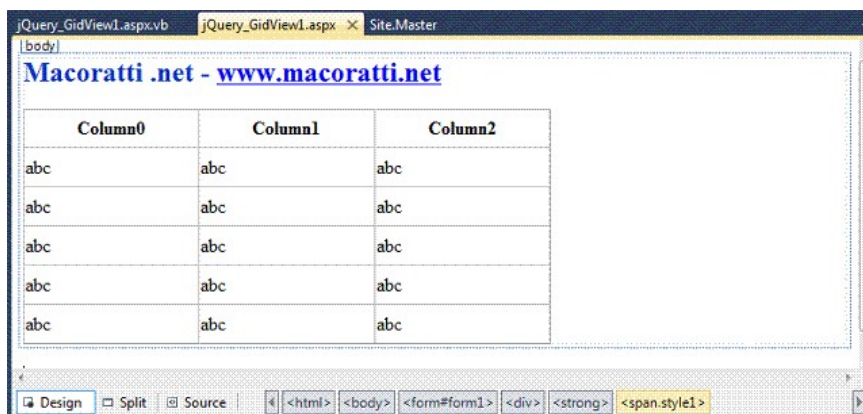 jQuery_GidView1.aspx.vb jQuery_GidView1.aspx Site.Master
body
Macoratti .net - www.macoratti.net
Column0 Column1 Column2
abc abc abc
abc abc abc
abc abc abc
abc abc abc
abc abc abc
Design Split Source <html> <body> <form#form1> <div> <strong> <span.style1>